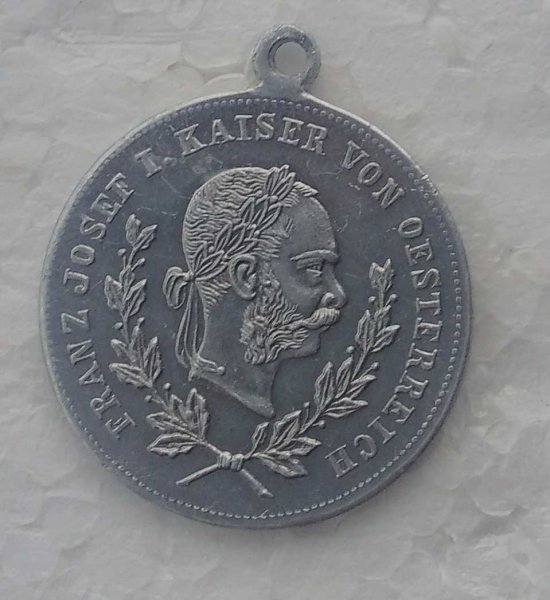 FRANZ JOSEF I. KAISER VON OESTERREICH